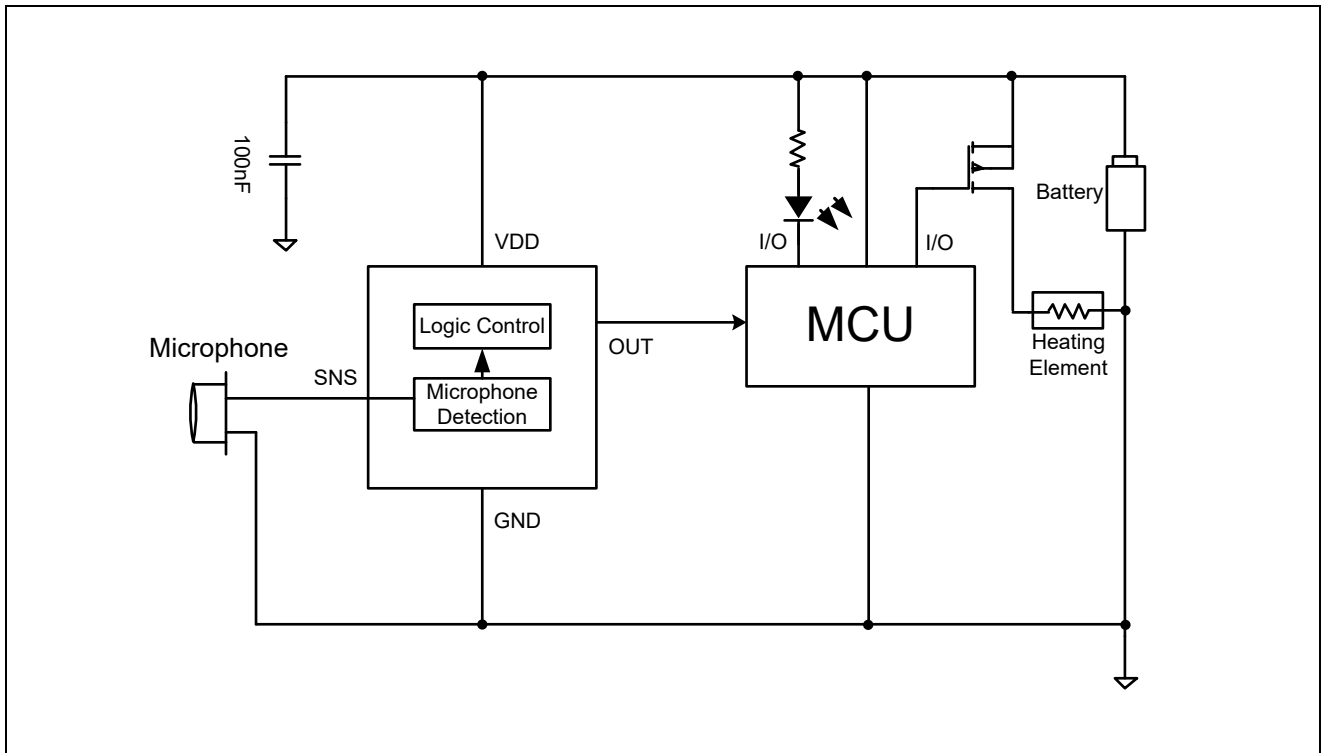 100nF
VDD
I/O
I/O
Battery
Logic Control
OUT
MCU
Heating
Element
Microphone
SNS
Microphone
Detection
GND